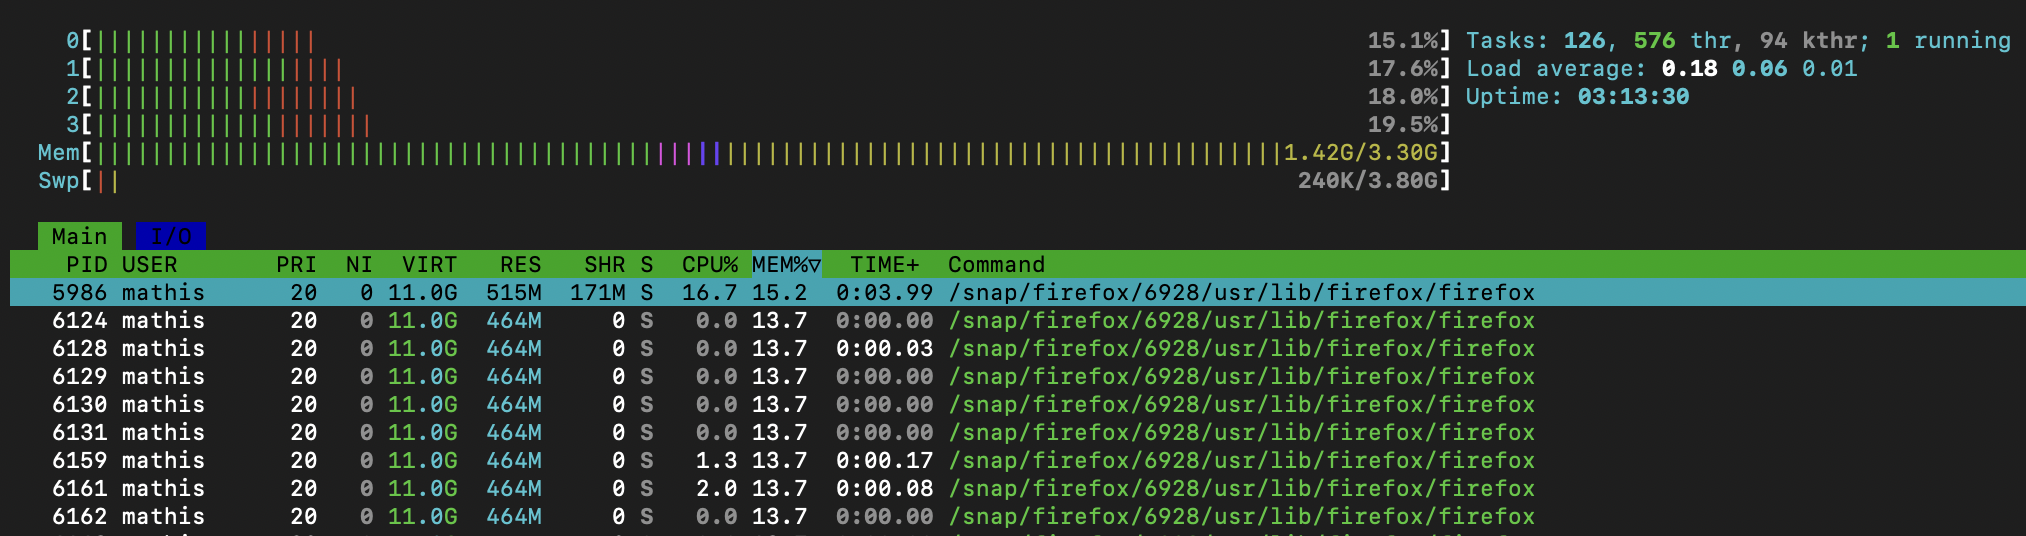 0[||||||||||||||||                                                                           15.1%] Tasks: 126, 576 thr, 94 kthr; 1 running
1[||||||||||||||||||                                                                         17.6%] Load average: 0.18 0.06 0.01
2[|||||||||||||||||||                                                                        18.0%] Uptime: 03:13:30
3[||||||||||||||||||||                                                                       19.5%]
Mem[|||||||||||||||||||||||||||||||||||||||||||||||||||||||||||||||||||||||||||||||||||||1.42G/3.30G]
Swp[||                                                                                   240K/3.80G]
Main I/O
PID USER PRI NI VIRT RES SHR S CPU% MEM%▽ TIME+ Command
5986 mathis 20 0 11.0G 515M 171M S 16.7 15.2 0:03.99 /snap/firefox/6928/usr/lib/firefox/firefox
6124 mathis 20 0 11.0G 464M 0 S 0.0 13.7 0:00.00 /snap/firefox/6928/usr/lib/firefox/firefox
6128 mathis 20 0 11.0G 464M 0 S 0.0 13.7 0:00.03 /snap/firefox/6928/usr/lib/firefox/firefox
6129 mathis 20 0 11.0G 464M 0 S 0.0 13.7 0:00.00 /snap/firefox/6928/usr/lib/firefox/firefox
6130 mathis 20 0 11.0G 464M 0 S 0.0 13.7 0:00.00 /snap/firefox/6928/usr/lib/firefox/firefox
6131 mathis 20 0 11.0G 464M 0 S 0.0 13.7 0:00.00 /snap/firefox/6928/usr/lib/firefox/firefox
6159 mathis 20 0 11.0G 464M 0 S 1.3 13.7 0:00.17 /snap/firefox/6928/usr/lib/firefox/firefox
6161 mathis 20 0 11.0G 464M 0 S 2.0 13.7 0:00.08 /snap/firefox/6928/usr/lib/firefox/firefox
6162 mathis 20 0 11.0G 464M 0 S 0.0 13.7 0:00.00 /snap/firefox/6928/usr/lib/firefox/firefox